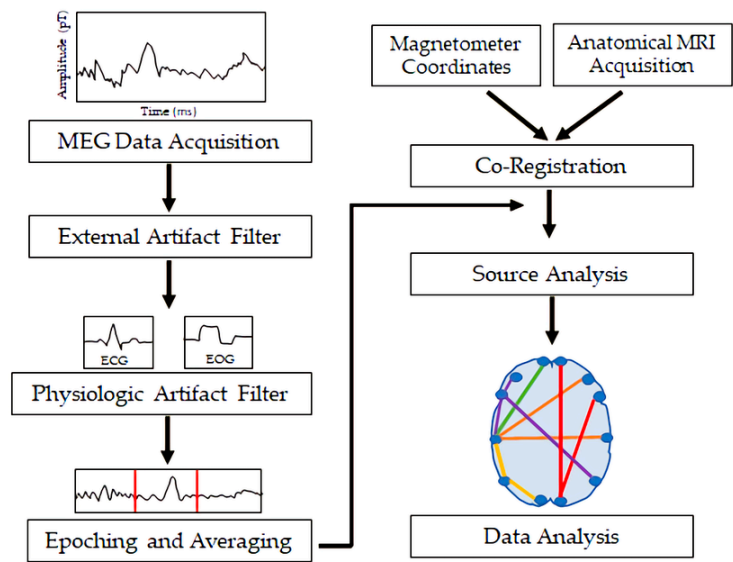 Amplitude (pT)
Time (ms)
MEG Data Acquisition
External Artifact Filter
ECG
EOG
Physiologic Artifact Filter
Epoching and Averaging
Magnetometer
Coordinates
Anatomical MRI
Acquisition
Co-Registration
Source Analysis
Data Analysis